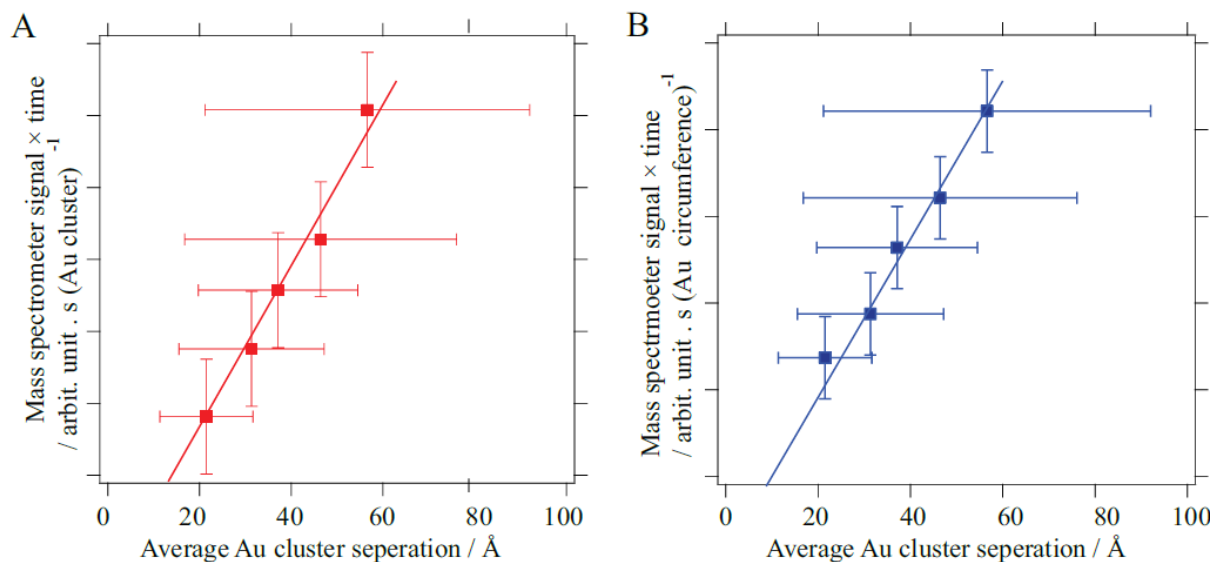 A
Mass spectrometer signal × time
/ arbit. unit . s (Au cluster)-1
0 20 40 60 80 100
Average Au cluster seperation / Å
B
Mass spectrmoeter signal × time
/ arbit. unit . s (Au circumference)-1
0 20 40 60 80 100
Average Au cluster seperation / Å